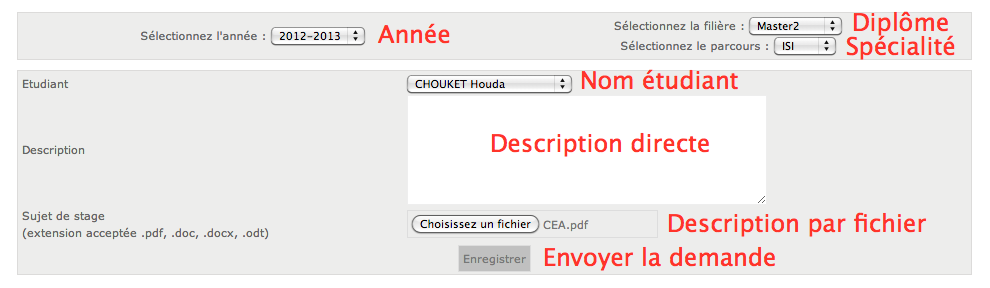 Sélectionnez l'année : 2012-2013 Année
Sélectionnez la filière : Master2 Diplôme
Sélectionnez le parcours : ISI Spécialité
Etudiant CHOUKET Houda Nom étudiant
Description Description directe
Sujet de stage
(extension acceptée .pdf, .doc, .docx, .odt) Choisissez un fichier CEA.pdf Description par fichier
Enregistrer Envoyer la demande